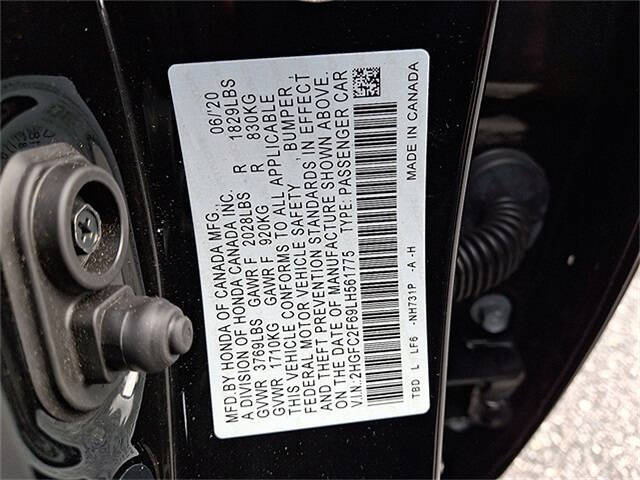 MFD.BY HONDA OF CANADA MFG., 06/20
A DIVISION OF HONDA CANADA INC.
GVWR 3769LBS GAWR F 2028LBS R 1829LBS
GVWR 1710KG GAWR F 920KG R 830KG
THIS VEHICLE CONFORMS TO ALL APPLICABLE
FEDERAL MOTOR VEHICLE SAFETY , BUMPER ,
AND THEFT PREVENTION STANDARDS IN EFFECT
ON THE DATE OF MANUFACTURE SHOWN ABOVE.
V.I.N.:2HGFC2F69LH561775 TYPE: PASSENGER CAR
TBD L LF6 -NH731P -A -H MADE IN CANADA